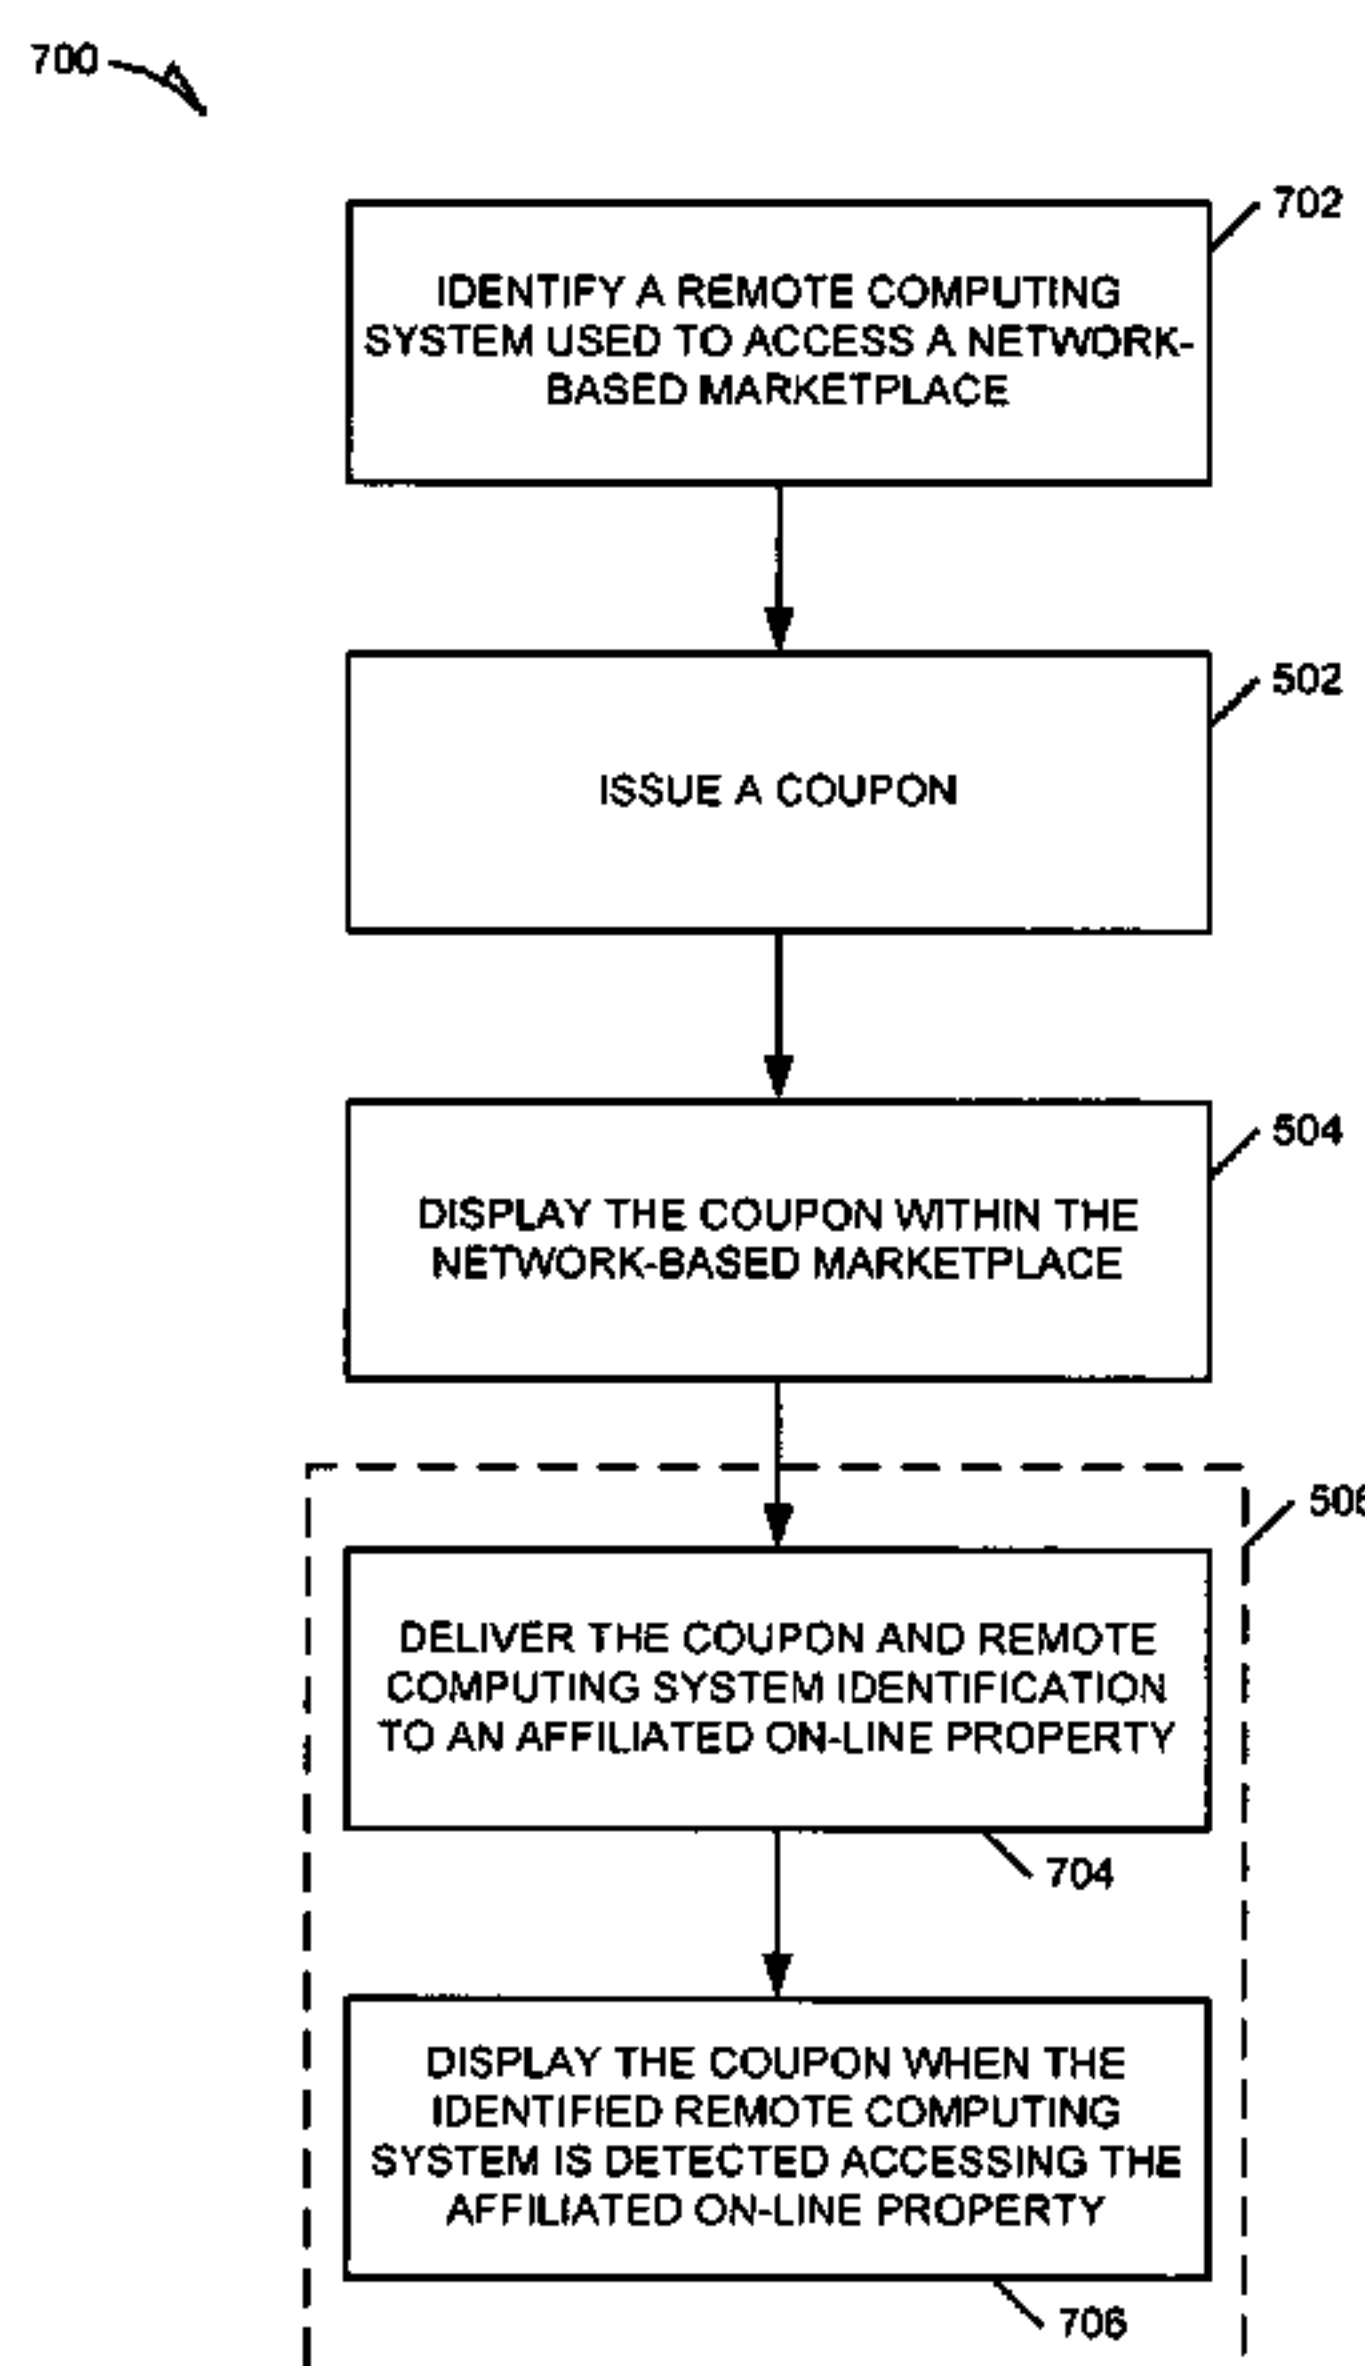 700
702
IDENTIFY A REMOTE COMPUTING
SYSTEM USED TO ACCESS A NETWORK-
BASED MARKETPLACE
502
ISSUE A COUPON
504
DISPLAY THE COUPON WITHIN THE
NETWORK-BASED MARKETPLACE
506
DELIVER THE COUPON AND REMOTE
COMPUTING SYSTEM IDENTIFICATION
TO AN AFFILIATED ON-LINE PROPERTY
704
DISPLAY THE COUPON WHEN THE
IDENTIFIED REMOTE COMPUTING
SYSTEM IS DETECTED ACCESSING THE
AFFILIATED ON-LINE PROPERTY
706